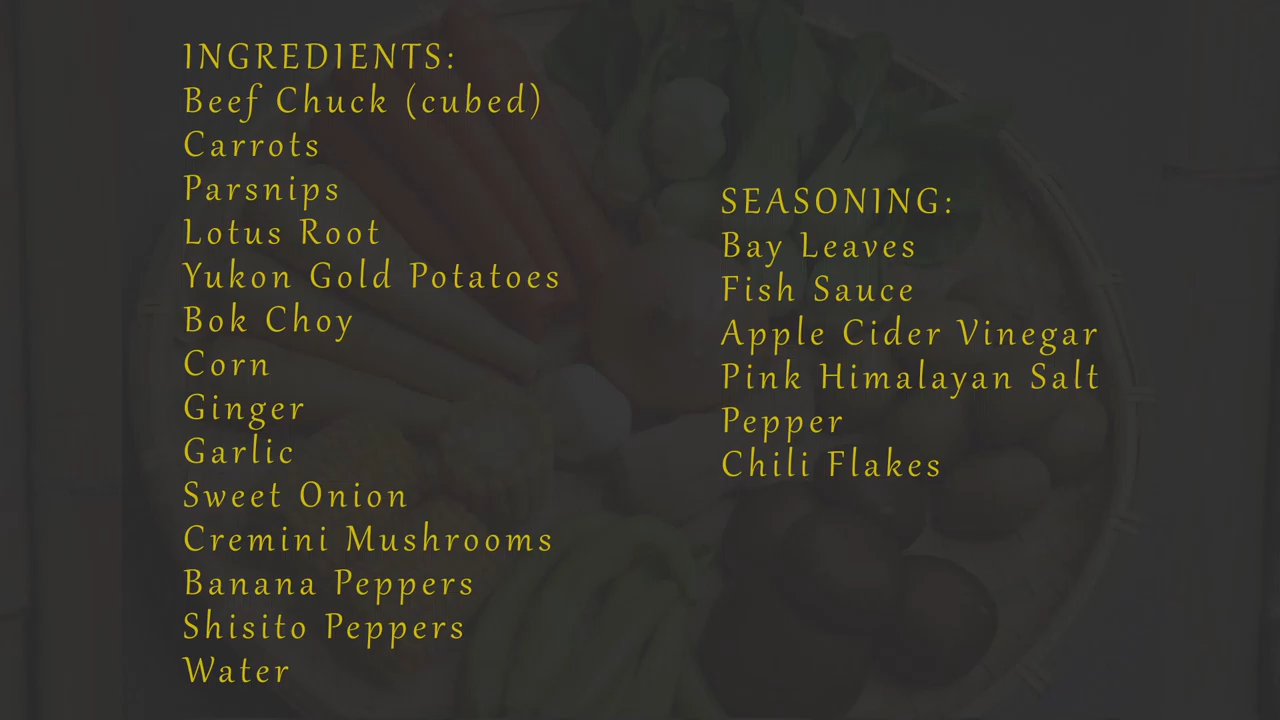 INGREDIENTS:
Beef Chuck (cubed)
Carrots
Parsnips
Lotus Root
Yukon Gold Potatoes
Bok Choy
Corn
Ginger
Garlic
Sweet Onion
Cremini Mushrooms
Banana Peppers
Shisito Peppers
Water
SEASONING:
Bay Leaves
Fish Sauce
Apple Cider Vinegar
Pink Himalayan Salt
Pepper
Chili Flakes